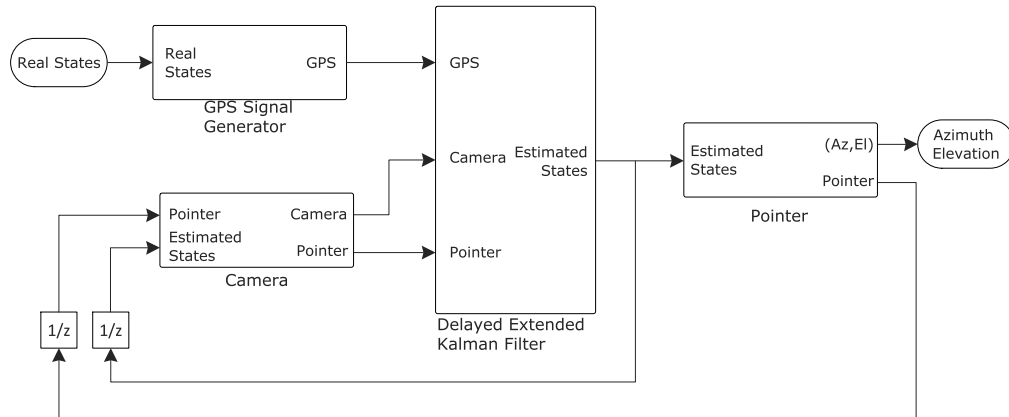 Real States
Real
States
GPS
GPS Signal
Generator
GPS
Camera
Estimated
States
Pointer
Delayed Extended
Kalman Filter
Pointer
Estimated
States
Camera
Pointer
Camera
1/z
1/z
Estimated
States
(Az,El)
Pointer
Pointer
Azimuth
Elevation